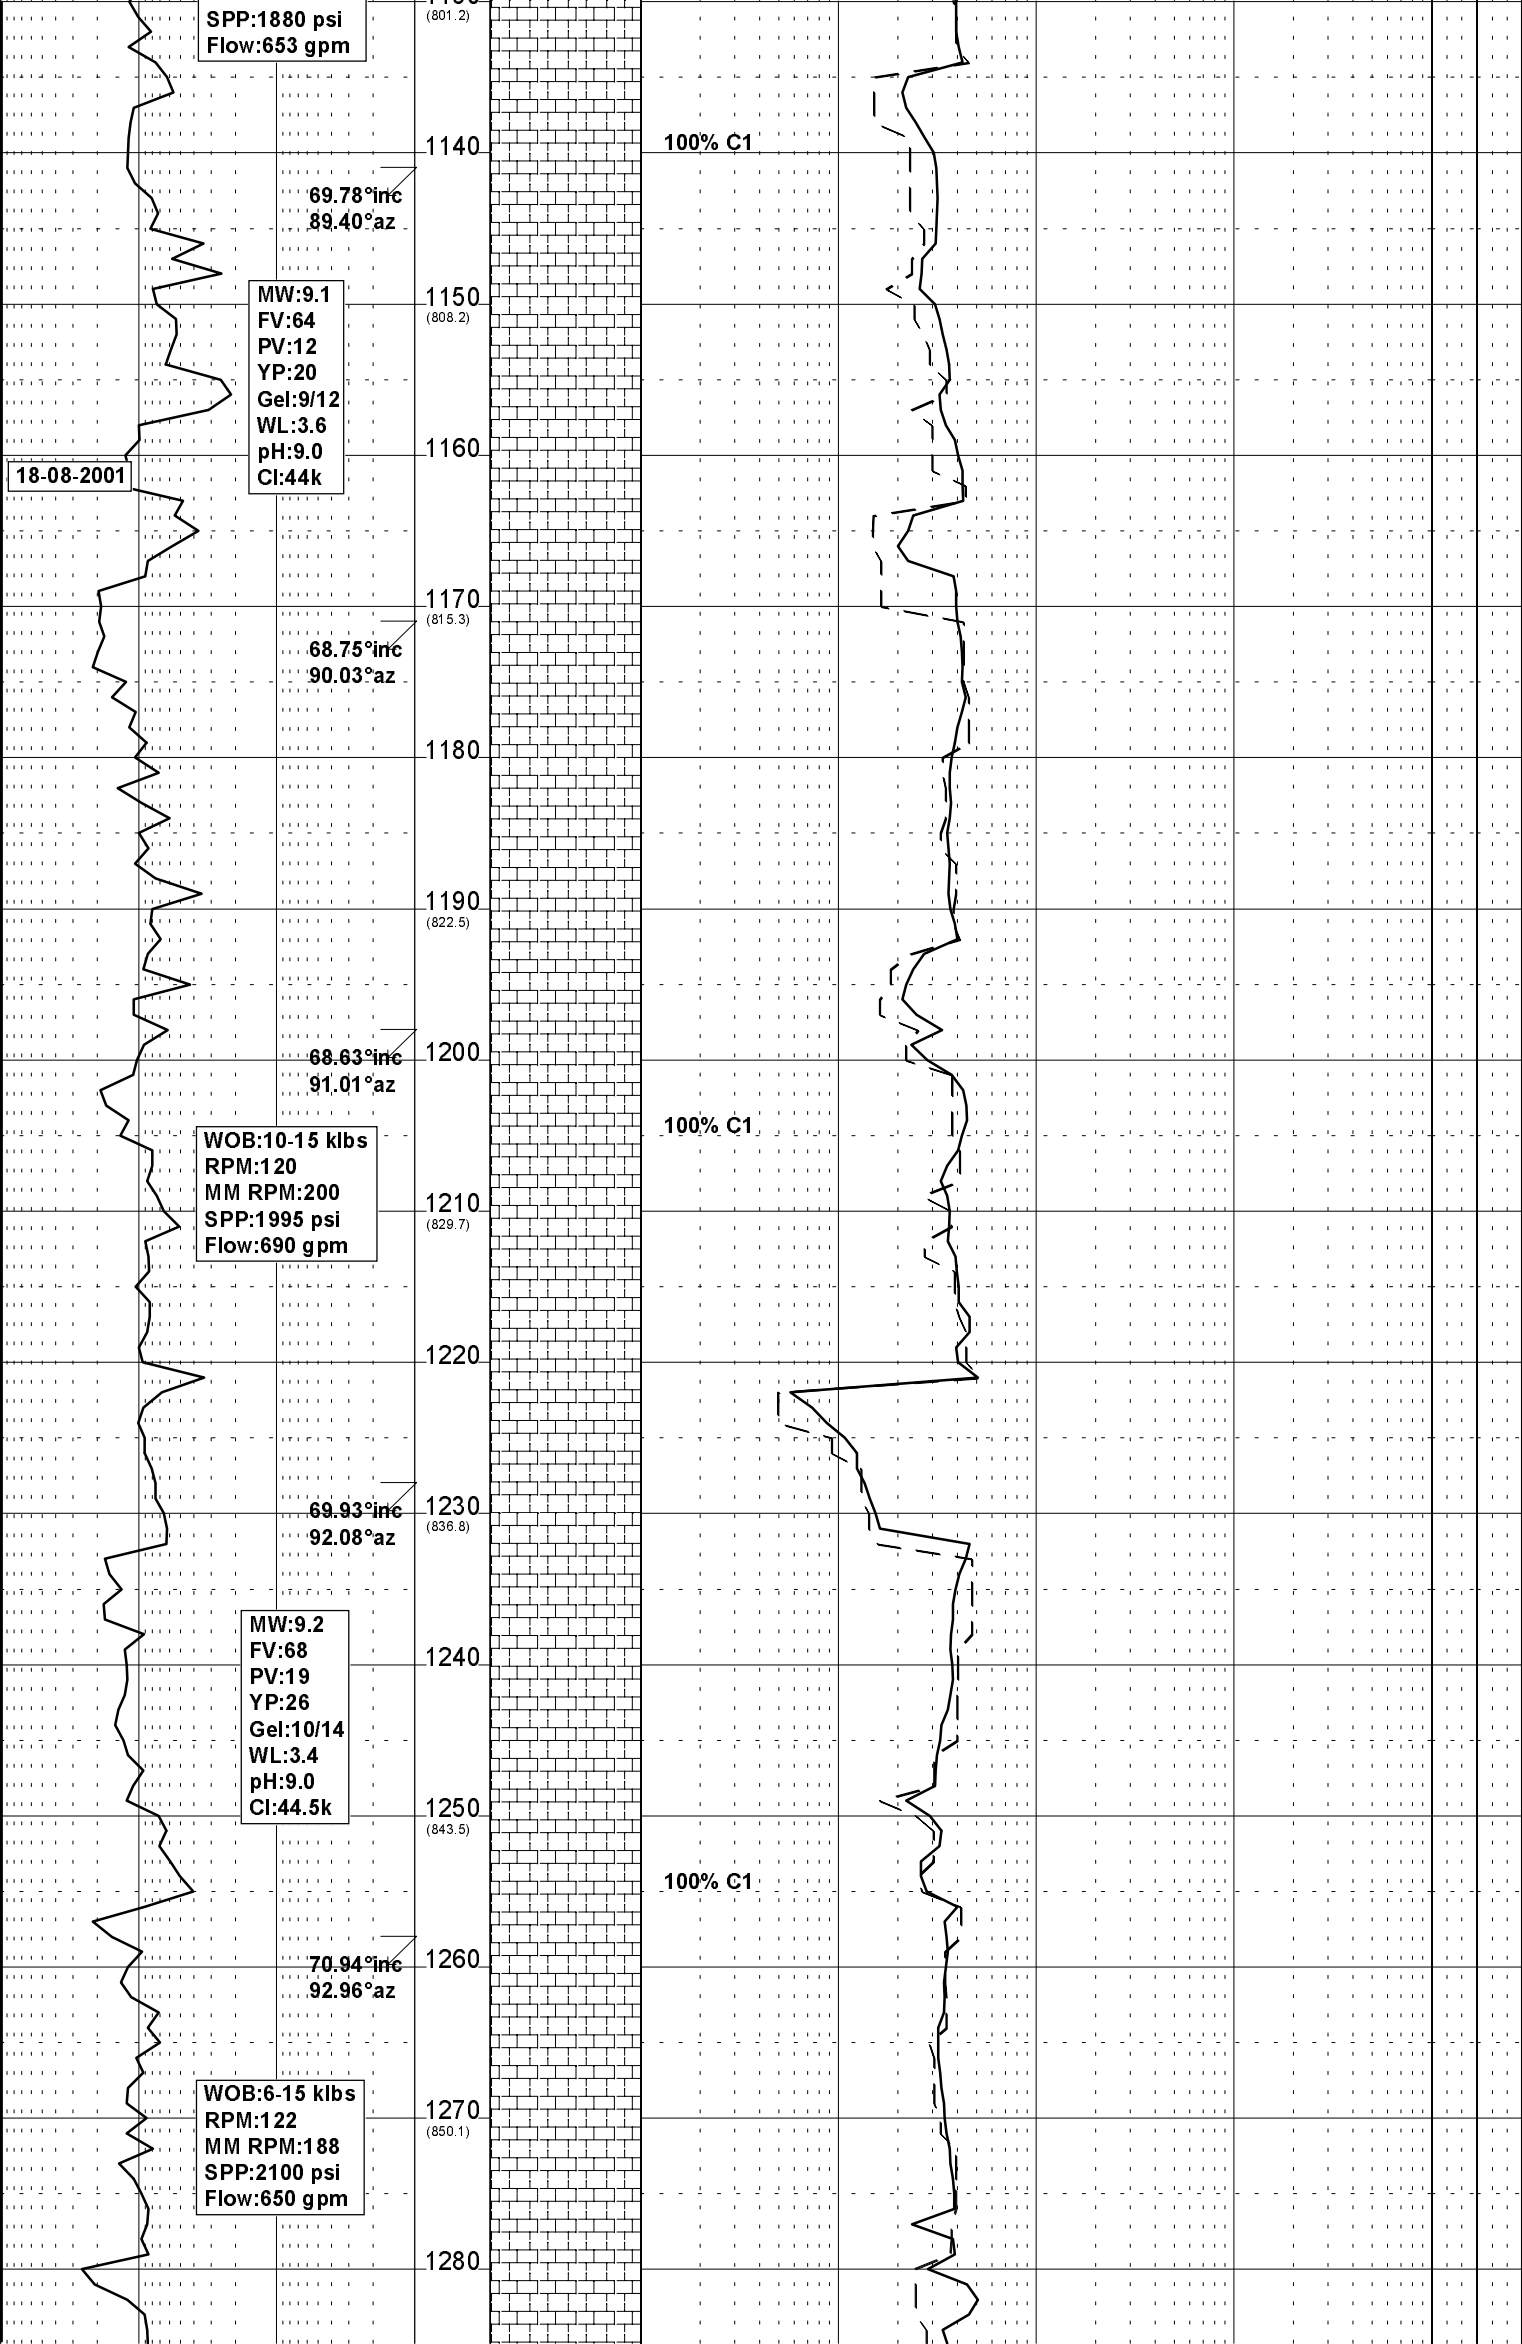 (801.2)
SPP:1880 psi
Flow:653 gpm
1140
100% C1
69.78°inc
89.40°az
MW:9.1
FV:64
PV:12
YP:20
Gel:9/12
WL:3.6
pH:9.0
Cl:44k
1150
(808.2)
1160
18-08-2001
1170
(815.3)
68.75°inc
90.03°az
1180
1190
(822.5)
1200
68.63°inc
91.01°az
100% C1
WOB:10-15 klbs
RPM:120
MM RPM:200
SPP:1995 psi
Flow:690 gpm
1210
(829.7)
1220
1230
(836.8)
69.93°inc
92.08°az
MW:9.2
FV:68
PV:19
YP:26
Gel:10/14
WL:3.4
pH:9.0
Cl:44.5k
1240
1250
(843.5)
100% C1
1260
70.94°inc
92.96°az
WOB:6-15 klbs
RPM:122
MM RPM:188
SPP:2100 psi
Flow:650 gpm
1270
(850.1)
1280